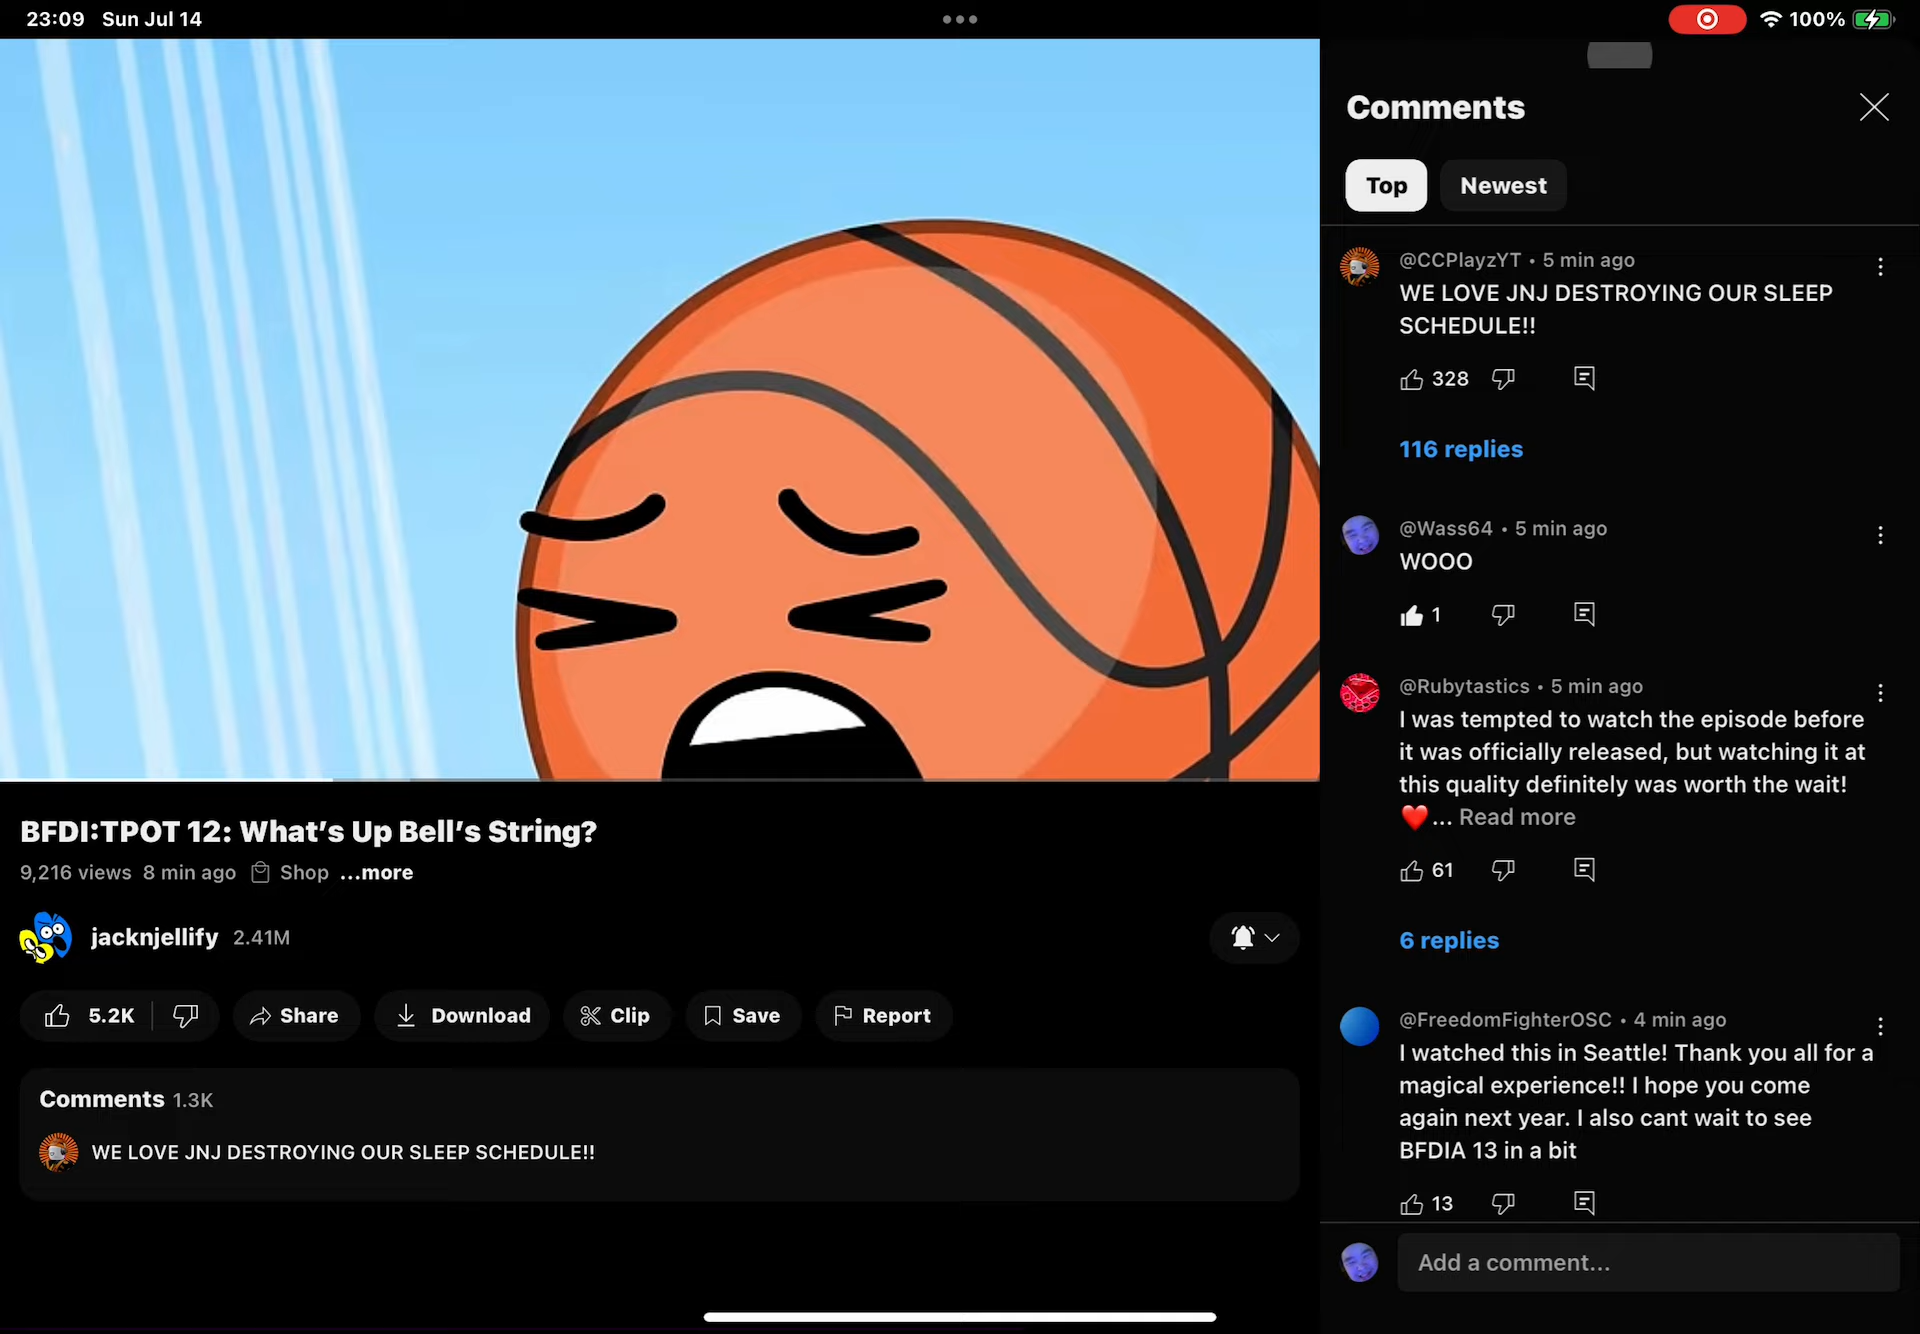 23:09 Sun Jul 14
100%
BFDI:TPOT 12: What's Up Bell's String?
9,216 views 8 min ago Shop ...more
jacknjellify 2.41M
5.2K Share Download Clip Save Report
Comments 1.3K
WE LOVE JNJ DESTROYING OUR SLEEP SCHEDULE!!
Comments
Top Newest
@CCPlayzYT • 5 min ago
WE LOVE JNJ DESTROYING OUR SLEEP
SCHEDULE!!
328
116 replies
@Wass64 • 5 min ago
WOOO
1
@Rubytastics • 5 min ago
I was tempted to watch the episode before
it was officially released, but watching it at
this quality definitely was worth the wait!
❤️... Read more
61
6 replies
@FreedomFighterOSC • 4 min ago
I watched this in Seattle! Thank you all for a
magical experience!! I hope you come
again next year. I also cant wait to see
BFDIA 13 in a bit
13
Add a comment...